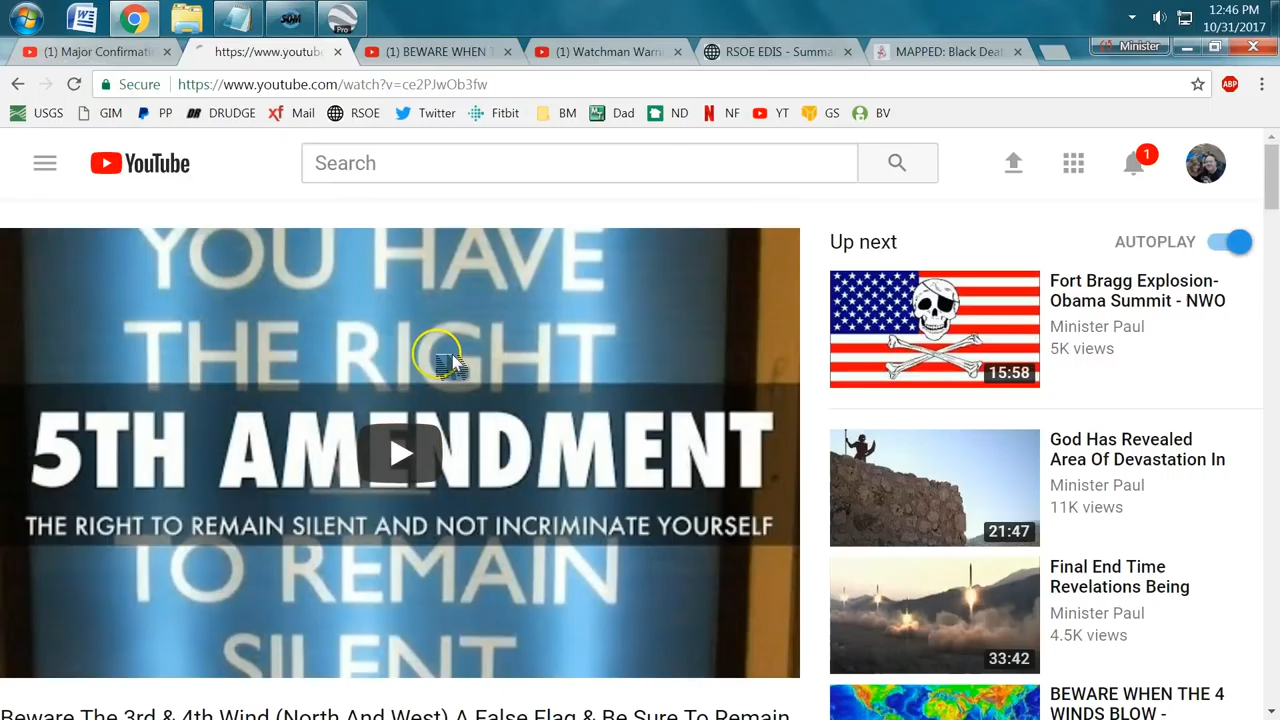 12:46 PM
10/31/2017
Pro
(1) Major Confirmati
https://www.youtube
(1) BEWARE WHEN T
(1) Watchman Warn
RSOE EDIS - Summa
MAPPED: Black Deat
Minister
Secure
https://www.youtube.com/watch?v=ce2PJwOb3fw
ABP
USGS GIM PP DRUDGE Mail RSOE Twitter Fitbit BM Dad ND NF YT GS BV
YouTube
Search
1
YOU HAVE
THE RIGHT
5TH AMENDMENT
THE RIGHT TO REMAIN SILENT AND NOT INCRIMINATE YOURSELF
TO REMAIN
SILENT
Beware The 3rd & 4th Wind (North And West) A False Flag & Be Sure To Remain
Up next
AUTOPLAY
Fort Bragg Explosion-
Obama Summit - NWO
Minister Paul
5K views
15:58
God Has Revealed
Area Of Devastation In
Minister Paul
11K views
21:47
Final End Time
Revelations Being
Minister Paul
4.5K views
33:42
BEWARE WHEN THE 4
WINDS BLOW -